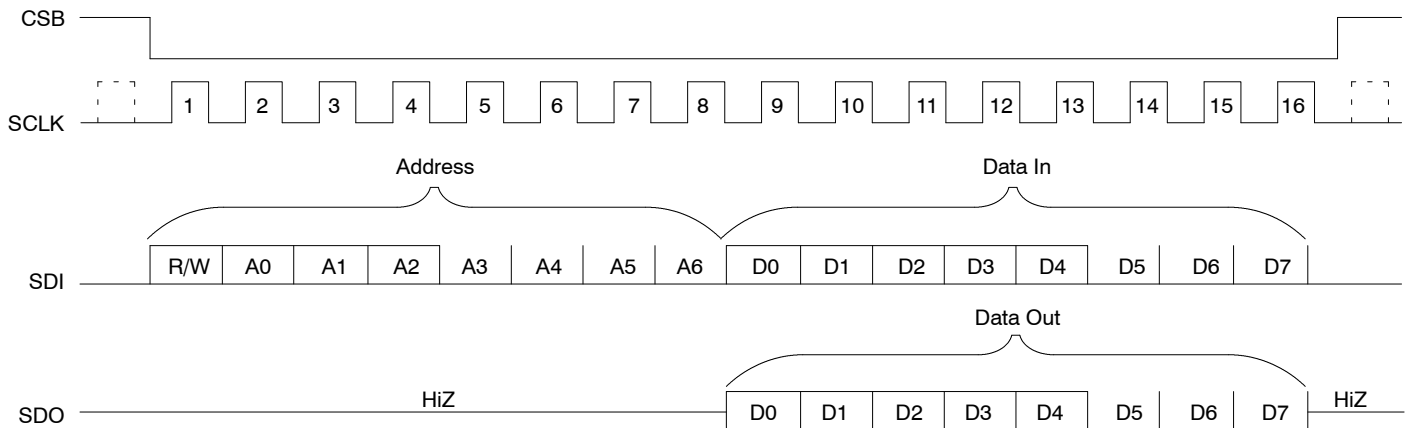 CSB
SCLK 1 2 3 4 5 6 7 8 9 10 11 12 13 14 15 16
Address Data In
SDI R/W A0 A1 A2 A3 A4 A5 A6 D0 D1 D2 D3 D4 D5 D6 D7
Data Out
SDO HiZ D0 D1 D2 D3 D4 D5 D6 D7 HiZ